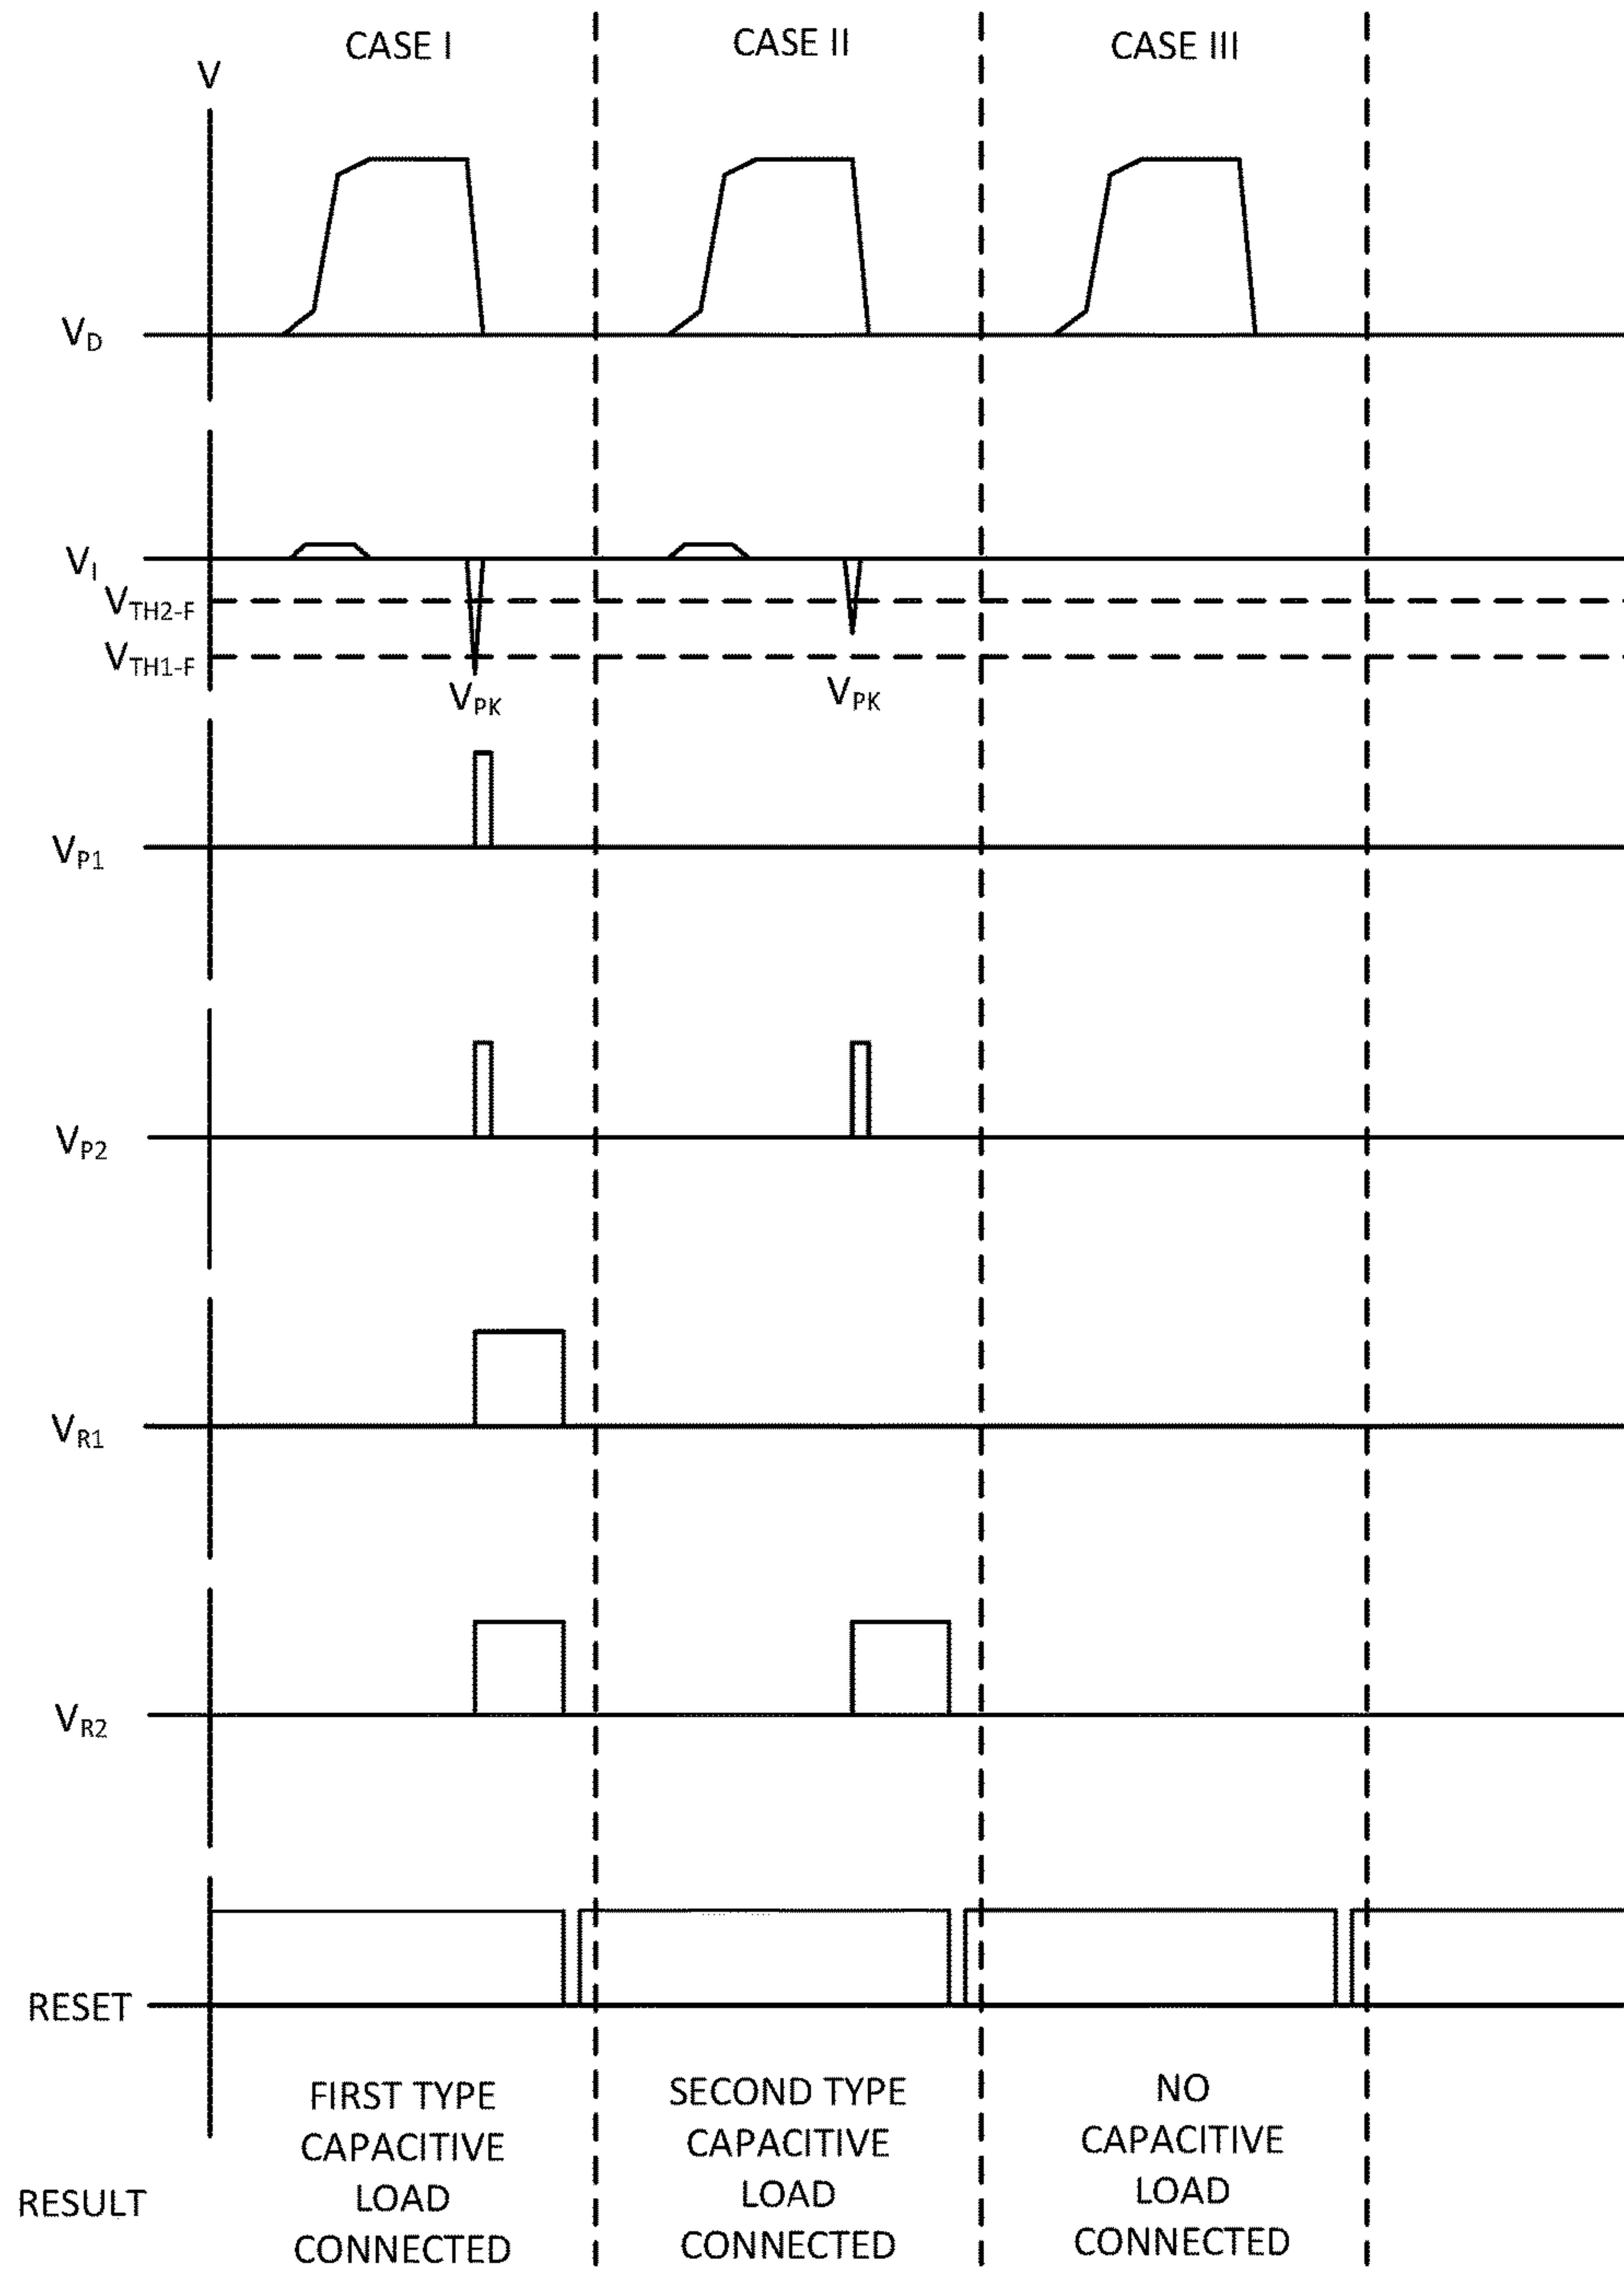 CASE I
CASE II
CASE III
V
VD
VI
VTH2-F
VTH1-F
VPK
VPK
VP1
VP2
VR1
VR2
RESET
RESULT
FIRST TYPE
CAPACITIVE
LOAD
CONNECTED
SECOND TYPE
CAPACITIVE
LOAD
CONNECTED
NO
CAPACITIVE
LOAD
CONNECTED